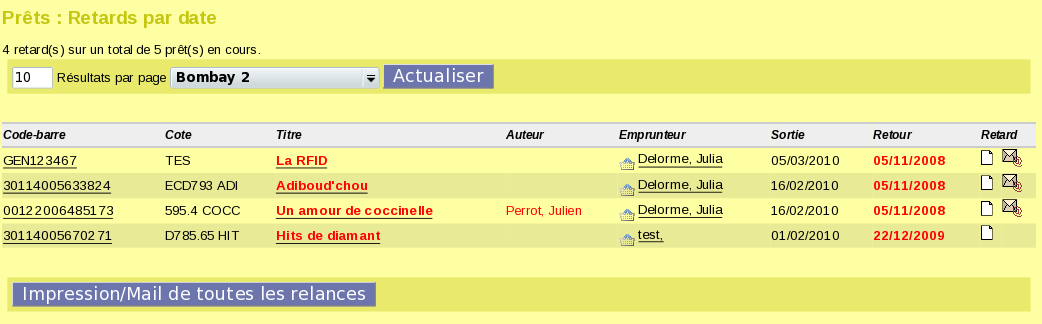 Prêts : Retards par date
4 retard(s) sur un total de 5 prêt(s) en cours.
10 Résultats par page Bombay 2 Actualiser
Code-barre Cote Titre Auteur Emprunteur Sortie Retour Retard
GEN123467 TES La RFID Delorme, Julia 05/03/2010 05/11/2008
30114005633824 ECD793 ADI Adiboud'chou Delorme, Julia 16/02/2010 05/11/2008
00122006485173 595.4 COCC Un amour de coccinelle Perrot, Julien Delorme, Julia 16/02/2010 05/11/2008
30114005670271 D785.65 HIT Hits de diamant test, 01/02/2010 22/12/2009
Impression/Mail de toutes les relances